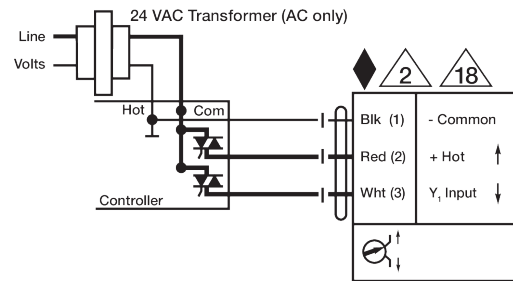 24 VAC Transformer (AC only)
Line
Volts
2
18
Hot
Com
Blk (1)
- Common
Red (2)
+ Hot
Wht (3)
Y1 Input
Controller